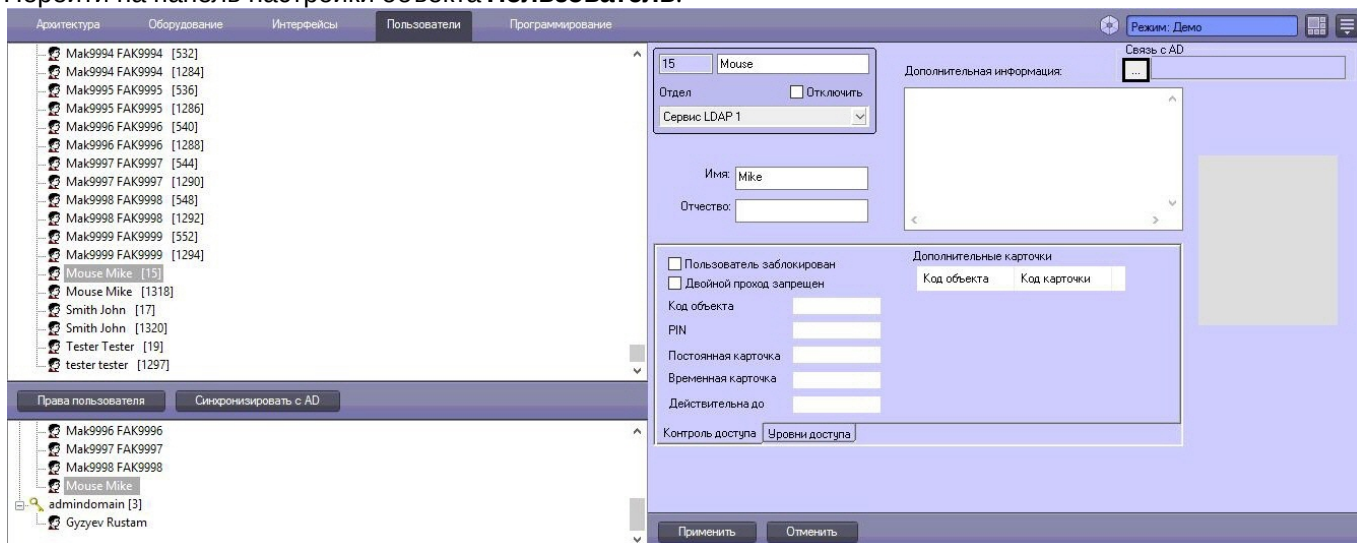 Перейти на панель настройки объекта Пользователь.
Архитектура Оборудование Интерфейсы Пользователи Программирование Режим: Демо
Mak9994 FAK9994 [532]
Mak9994 FAK9994 [1284]
Mak9995 FAK9995 [536]
Mak9995 FAK9995 [1286]
Mak9996 FAK9996 [540]
Mak9996 FAK9996 [1288]
Mak9997 FAK9997 [544]
Mak9997 FAK9997 [1290]
Mak9998 FAK9998 [548]
Mak9998 FAK9998 [1292]
Mak9999 FAK9999 [552]
Mak9999 FAK9999 [1294]
Mouse Mike [15]
Mouse Mike [1318]
Smith John [17]
Smith John [1320]
Tester Tester [19]
tester tester [1297]
Права пользователя Синхронизировать с AD
Mak9996 FAK9996
Mak9997 FAK9997
Mak9998 FAK9998
Mouse Mike
admindomain [3]
Gyzyev Rustam
15 Mouse
Отдел Отключить
Сервис LDAP 1
Имя: Mike
Отчество:
Дополнительная информация:
Связь с AD
...
Пользователь заблокирован
Двойной проход запрещен
Код объекта
PIN
Постоянная карточка
Временная карточка
Действительна до
Дополнительные карточки
Код объекта Код карточки
Контроль доступа Уровни доступа
Применить Отменить